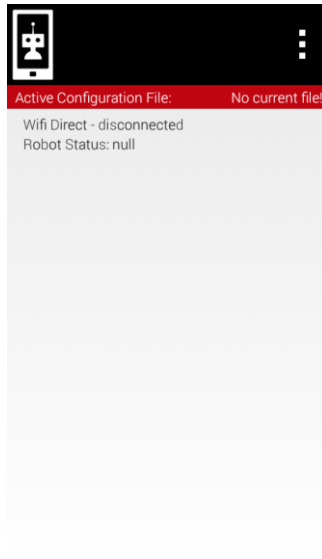 Active Configuration File: No current file!
Wifi Direct - disconnected
Robot Status: null